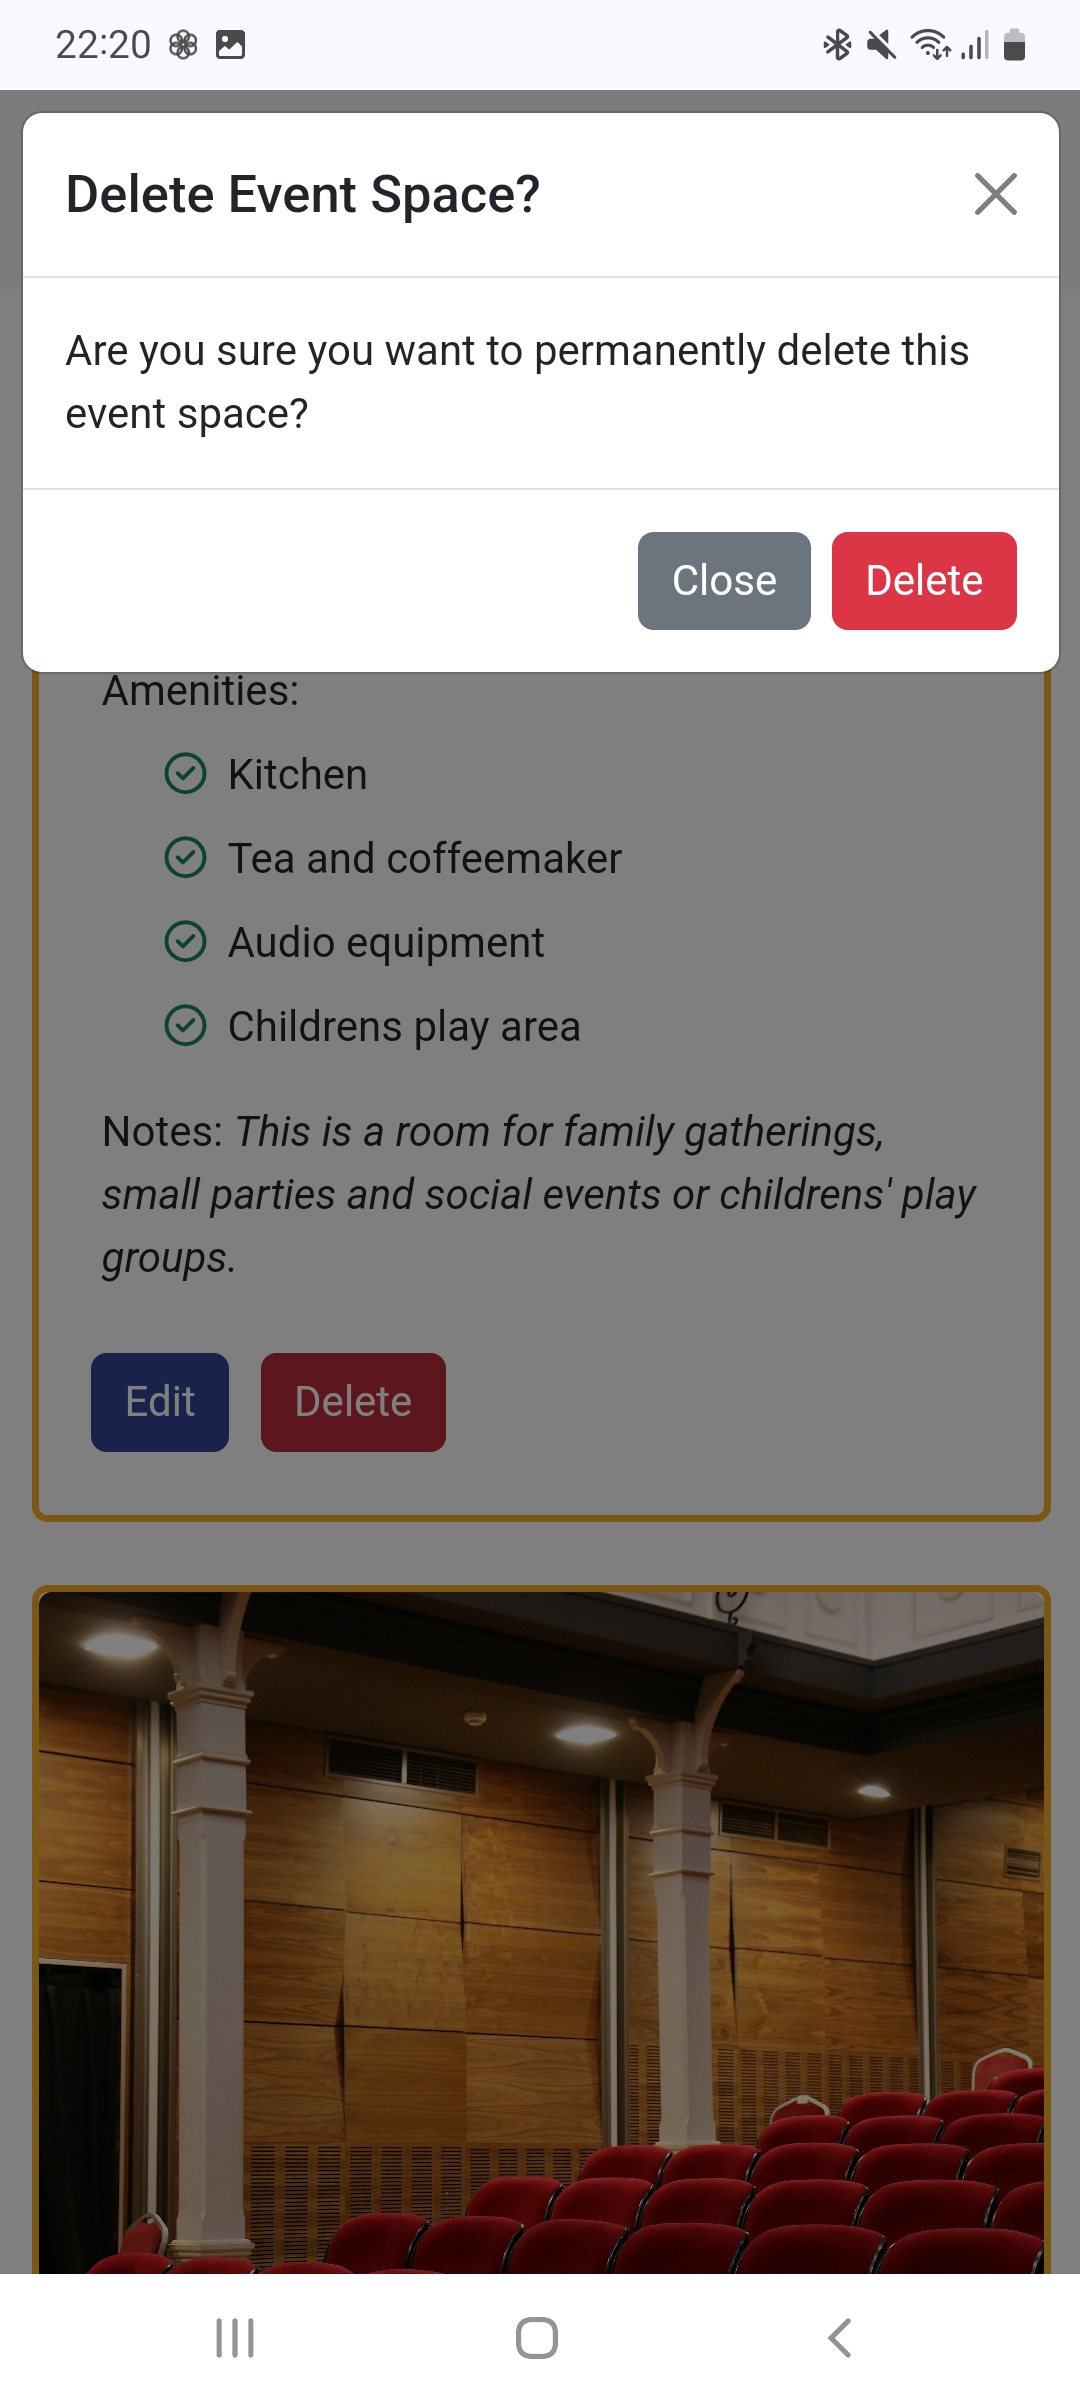 22:20
Delete Event Space?
Are you sure you want to permanently delete this
event space?
Close Delete
Amenities:
Kitchen
Tea and coffeemaker
Audio equipment
Childrens play area
Notes: This is a room for family gatherings,
small parties and social events or childrens' play
groups.
Edit Delete